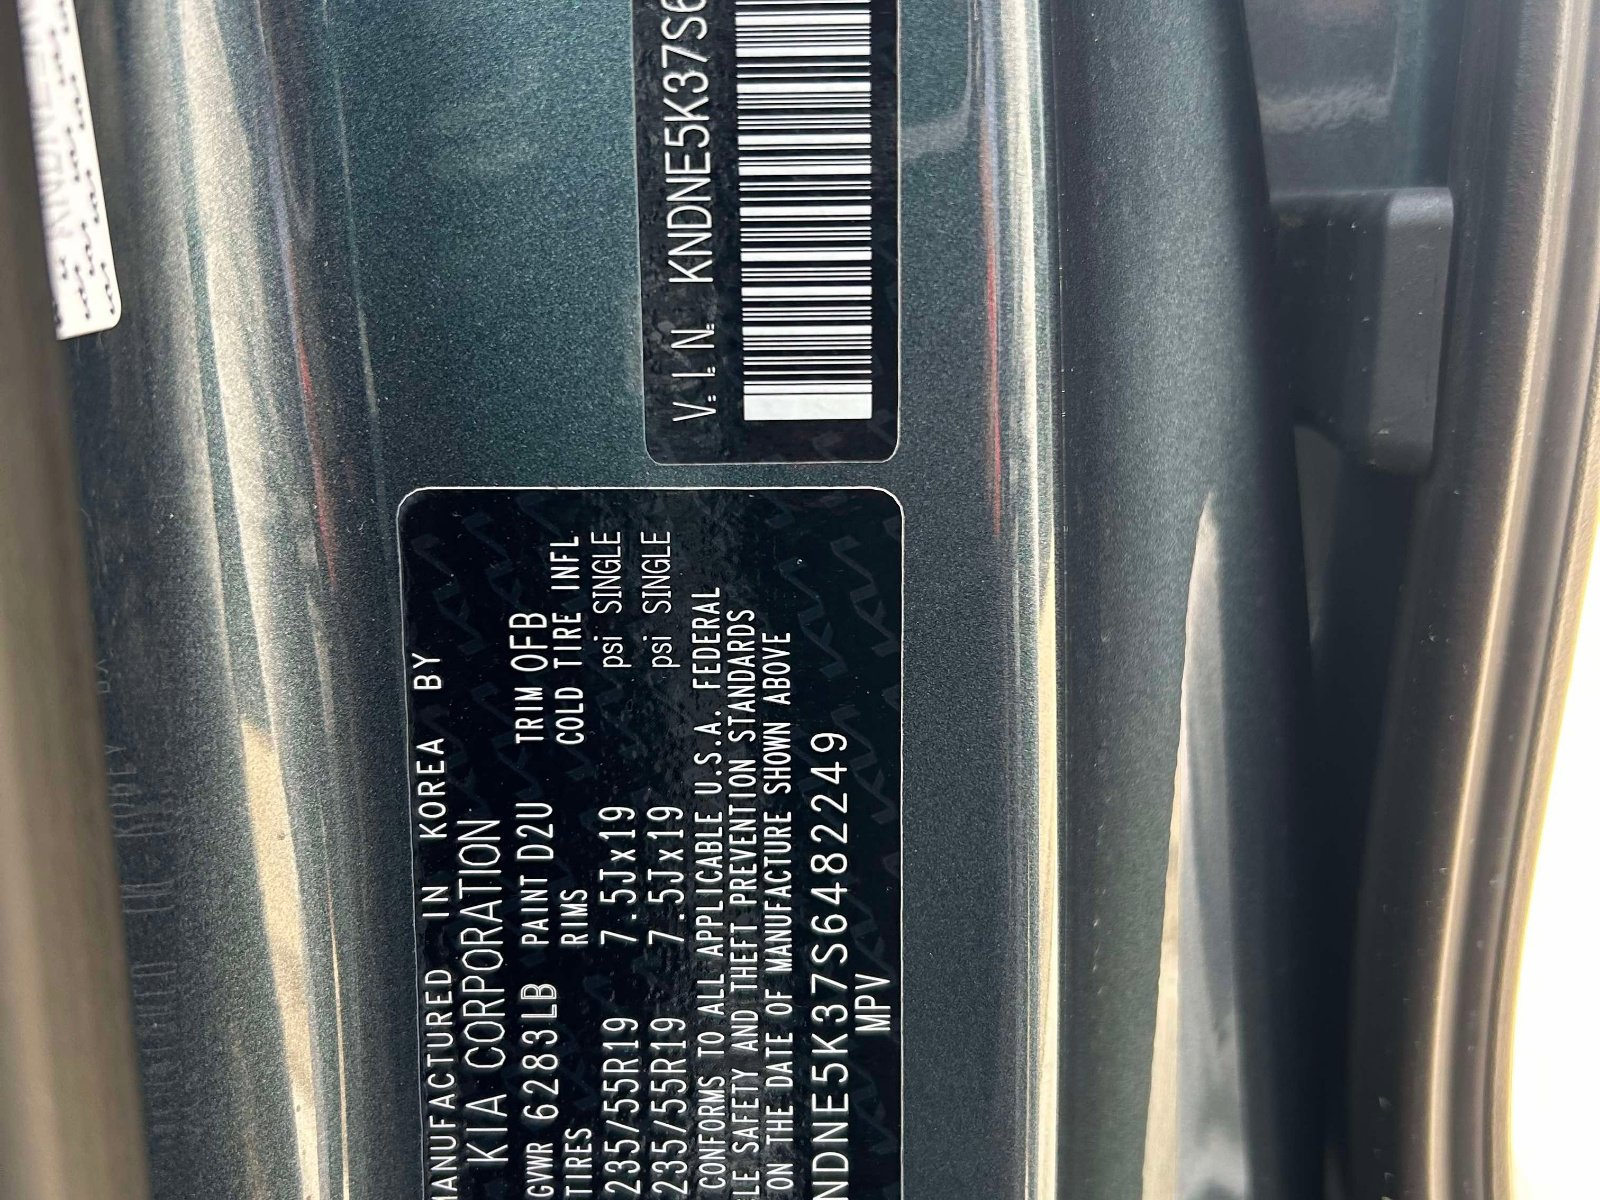 MANUFACTURED IN KOREA BY
KIA CORPORATION
GVWR 6283LB PAINT D2U TRIM OFB
TIRES RIMS COLD TIRE INFL
235/55R19 7.5Jx19 psi SINGLE
235/55R19 7.5Jx19 psi SINGLE
CONFORMS TO ALL APPLICABLE U.S.A. FEDERAL
LE SAFETY AND THEFT PREVENTION STANDARDS
ON THE DATE OF MANUFACTURE SHOWN ABOVE
NDNE5K37S6482249
MPV
V.I.N. KNDNE5K37S6